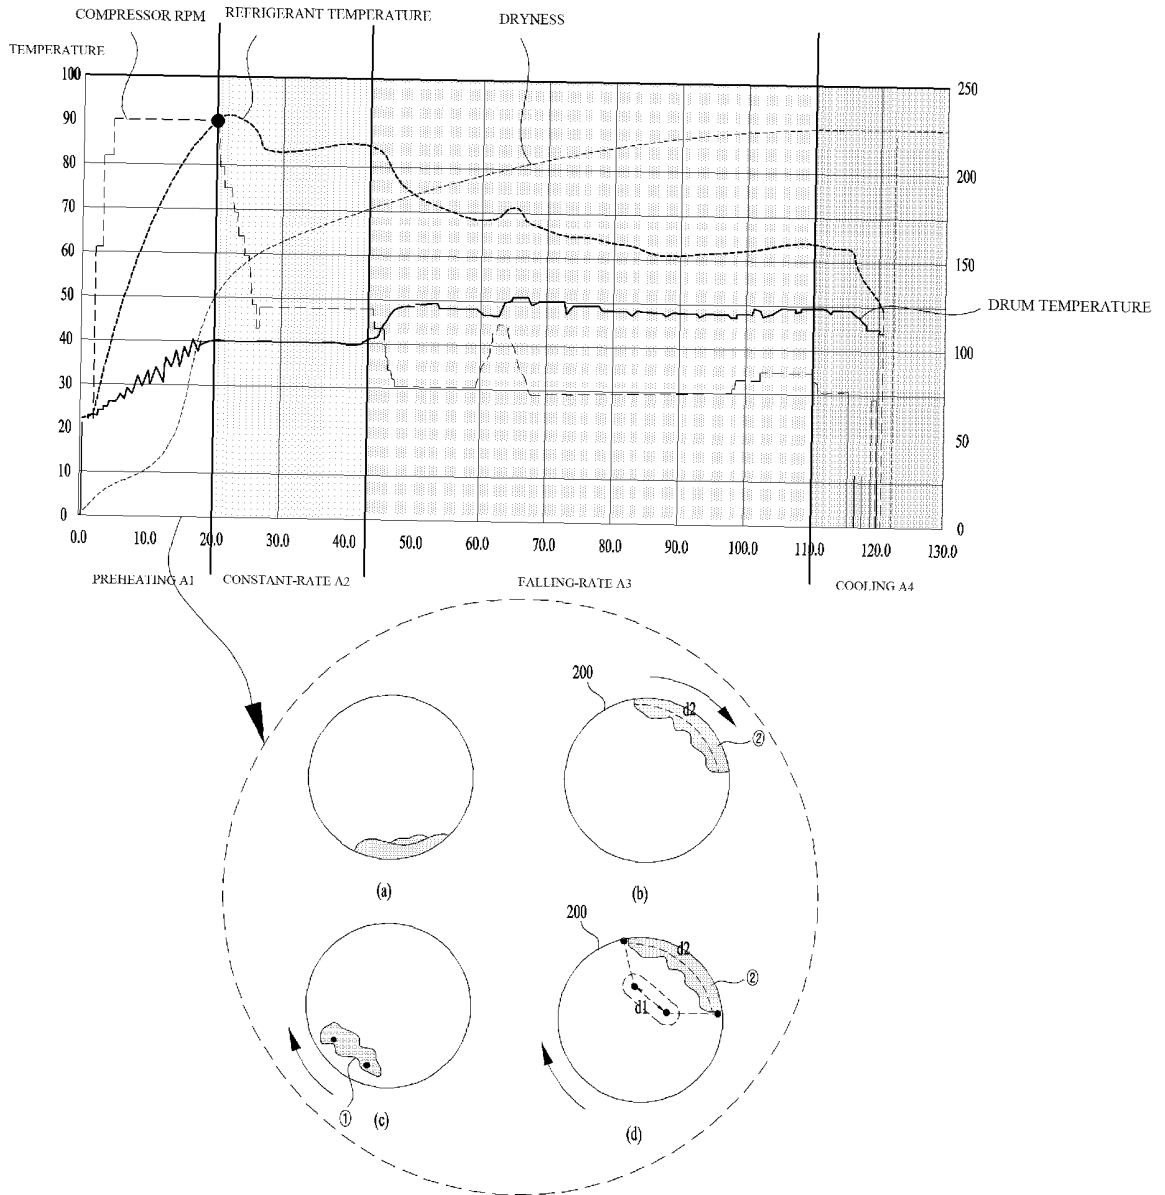 COMPRESSOR RPM
REFRIGERANT TEMPERATURE
DRYNESS
TEMPERATURE
100
90
80
70
60
50
40
30
20
10
0
250
200
150
100
50
0
DRUM TEMPERATURE
0.0 10.0 20.0 30.0 40.0 50.0 60.0 70.0 80.0 90.0 100.0 110.0 120.0 130.0
PREHEATING A1 CONSTANT-RATE A2 FALLING-RATE A3 COOLING A4
200
d2
②
(a) (b)
200
d2
②
d1
①
(c) (d)